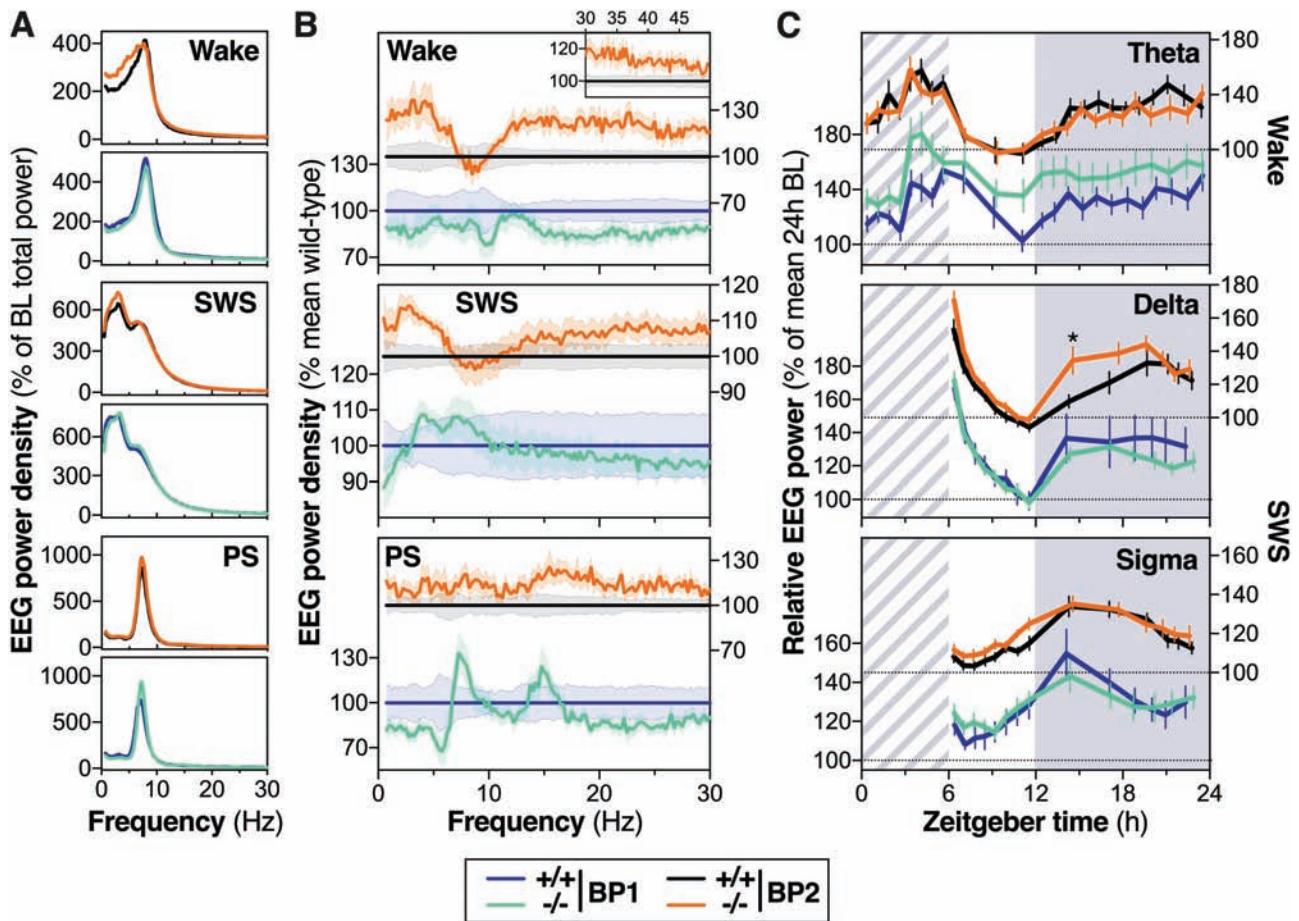 A
B
C
EEG power density (% of BL total power)
Wake
400
200
0
400
200
0
SWS
600
300
0
600
300
0
PS
1000
500
0
1000
500
0
0 10 20 30
Frequency (Hz)
EEG power density (% mean wild-type)
Wake
30 35 40 45
120
100
130
100
70
130
100
70
SWS
120
110
100
90
120
110
100
90
PS
130
100
70
130
100
70
0 10 20 30
Frequency (Hz)
Relative EEG power (% of mean 24h BL)
Theta
180
160
140
120
100
180
140
100
Wake
Delta
180
160
140
120
100
180
160
140
120
100
*
SWS
Sigma
160
140
120
100
160
140
120
100
0 6 12 18 24
Zeitgeber time (h)
+/+ BP1 +/+ BP2
-/- -/-